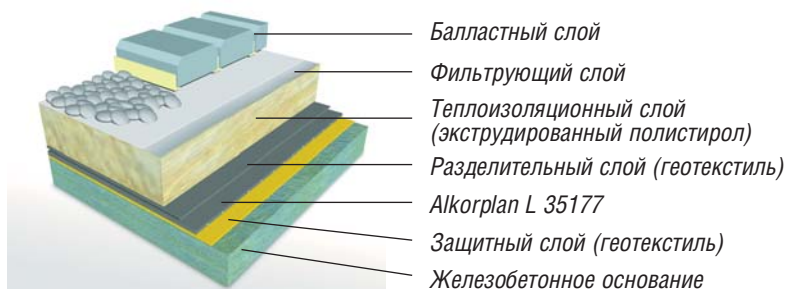 Балластный слой
Фильтрующий слой
Теплоизоляционный слой
(экструдированный полистирол)
Разделительный слой (геотекстиль)
Alkorplan L 35177
Защитный слой (геотекстиль)
Железобетонное основание